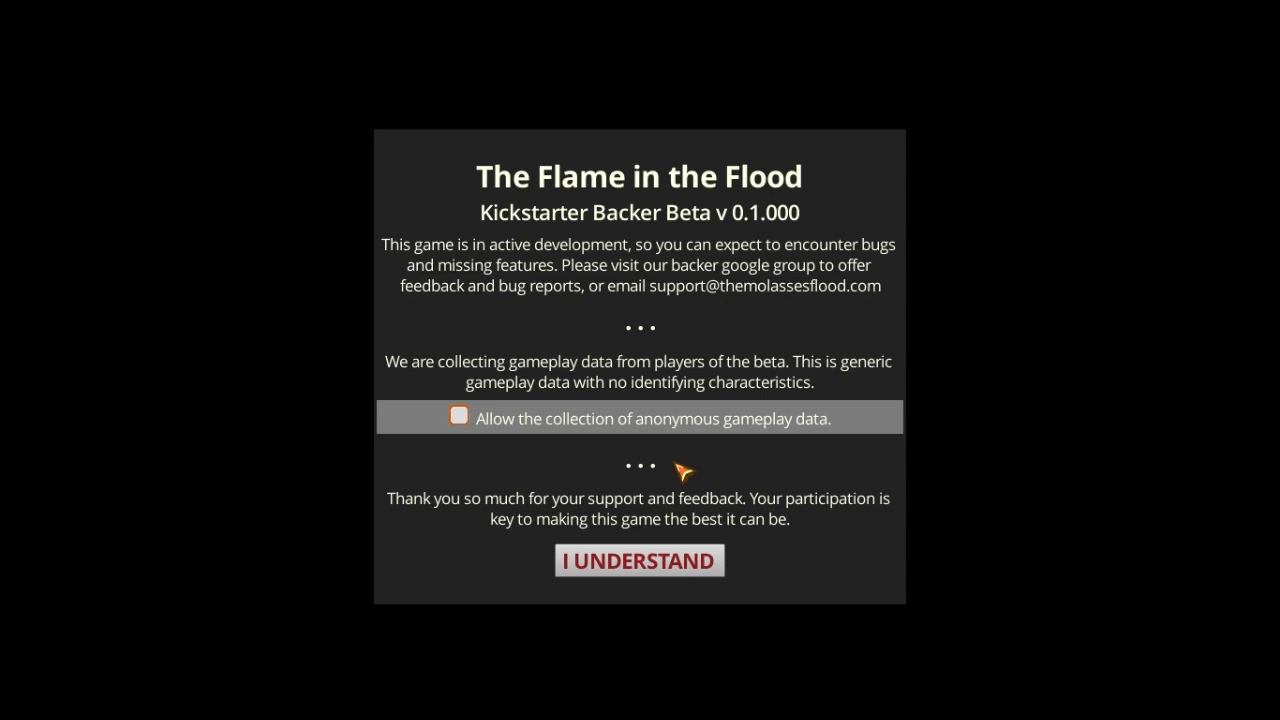 The Flame in the Flood
Kickstarter Backer Beta v 0.1.000
This game is in active development, so you can expect to encounter bugs
and missing features. Please visit our backer google group to offer
feedback and bug reports, or email support@themolassesflood.com
• • •
We are collecting gameplay data from players of the beta. This is generic
gameplay data with no identifying characteristics.
Allow the collection of anonymous gameplay data.
• • •
Thank you so much for your support and feedback. Your participation is
key to making this game the best it can be.
I UNDERSTAND